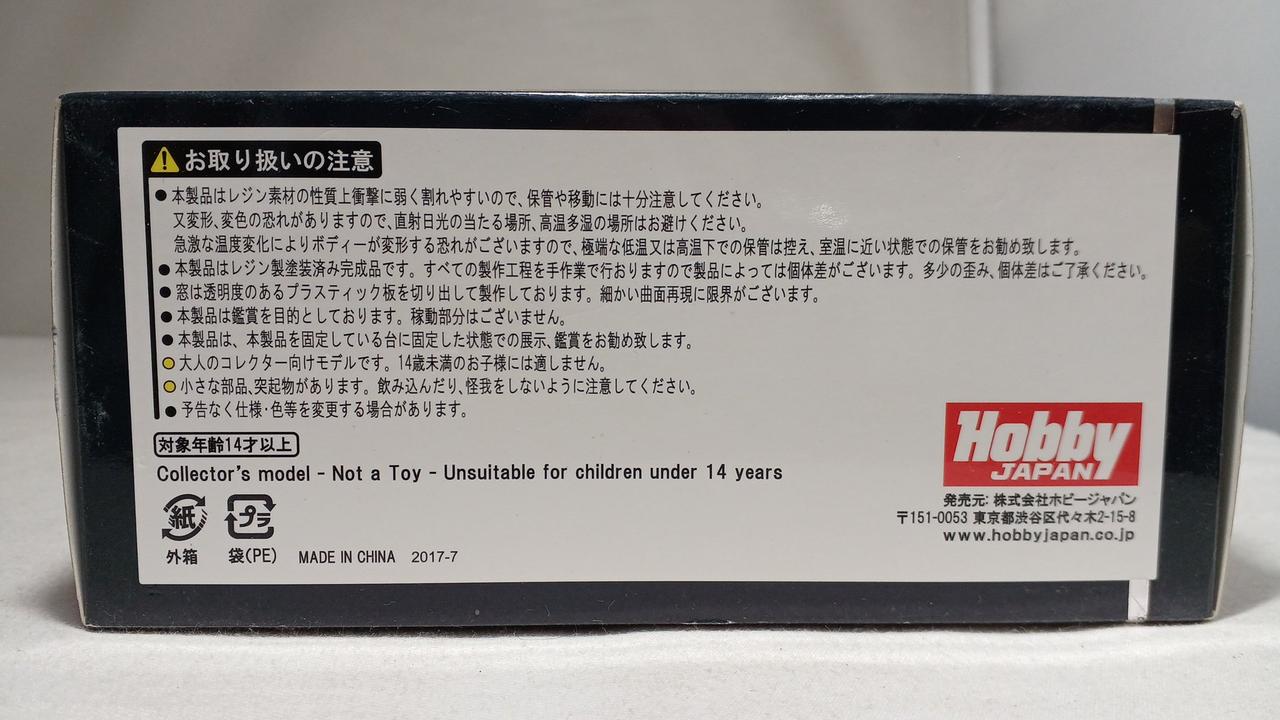 お取り扱いの注意
●本製品はレジン素材の性質上衝撃に弱く割れやすいので、保管や移動には十分注意してください。
又変形、変色の恐れがありますので、直射日光の当たる場所、高温多湿の場所はお避けください。
急激な温度変化によりボディーが変形する恐れがございますので、極端な低温又は高温下での保管は控え、室温に近い状態での保管をお勧め致します。
●本製品はレジン製塗装済み完成品です。すべての製作工程を手作業で行おりますので製品によっては個体差がございます。多少の歪み、個体差はご了承ください。
●窓は透明度のあるプラスティック板を切り出して製作しております。細かい曲面再現に限界がございます。
●本製品は鑑賞を目的としております。稼動部分はございません。
●本製品は、本製品を固定している台に固定した状態での展示、鑑賞をお勧め致します。
●大人のコレクター向けモデルです。14歳未満のお子様には適しません。
●小さな部品、突起物があります。飲み込んだり、怪我をしないように注意してください。
●予告なく仕様・色等を変更する場合があります。
対象年齢14才以上
Collector's model - Not a Toy - Unsuitable for children under 14 years
紙 プラ
外箱 袋(PE) MADE IN CHINA 2017-7
Hobby
JAPAN
発売元: 株式会社ホビージャパン
〒151-0053 東京都渋谷区代々木2-15-8
www.hobbyjapan.co.jp